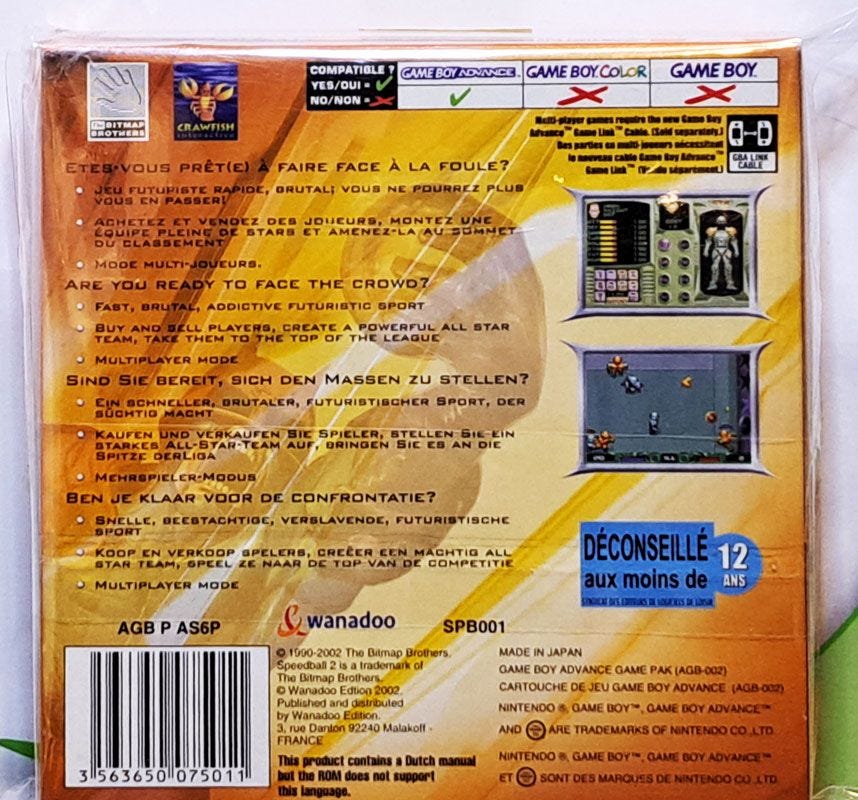 THE BITMAP
BROTHERS
CRAWFISH
INTERACTIVE
COMPATIBLE ?
YES/OUI =
NO/NON =
GAME BOY ADVANCE
GAME BOY COLOR
GAME BOY
Multi-player games require the new Game Boy
Advance™ Game Link™ Cable. (Sold separately.)
Des parties en multi-joueurs nécessitent
le nouveau cable Game Boy Advance™
Game Link™ séparément.)
GBA LINK
CABLE
ETES-VOUS PRÊT(E) À FAIRE FACE À LA FOULE?
JEU FUTURISTE RAPIDE, BRUTAL; VOUS NE POURREZ PLUS
VOUS EN PASSER!
ACHETEZ ET VENDEZ DES JOUEURS, MONTEZ UNE
ÉQUIPE PLEINE DE STARS ET AMENEZ-LA AU SOMMET
DU CLASSEMENT
MODE MULTI-JOUEURS.
ARE YOU READY TO FACE THE CROWD?
FAST, BRUTAL, ADDICTIVE FUTURISTIC SPORT
BUY AND SELL PLAYERS, CREATE A POWERFUL ALL STAR
TEAM, TAKE THEM TO THE TOP OF THE LEAGUE
MULTIPLAYER MODE
SIND SIE BEREIT, SICH DEN MASSEN ZU STELLEN?
EIN SCHNELLER, BRUTALER, FUTURISTISCHER SPORT, DER
SÜCHTIG MACHT
KAUFEN UND VERKAUFEN SIE SPIELER, STELLEN SIE EIN
STARKES ALL-STAR-TEAM AUF, BRINGEN SIE ES AN DIE
SPITZE DERLIGA
MEHRSPIELER-MODUS
BEN JE KLAAR VOOR DE CONFRONTATIE?
SNELLE, BEESTACHTIGE, VERSLAVENDE, FUTURISTISCHE
SPORT
KOOP EN VERKOOP SPELERS, CREËER EEN MACHTIG ALL
STAR TEAM, SPEEL ZE NAAR DE TOP VAN DE COMPETITIE
MULTIPLAYER MODE
DÉCONSEILLÉ
aux moins de
12
ANS
SYNDICAT DES EDITEURS DE LOGICIELS DE LOISIR
AGB P AS6P
wanadoo
SPB001
3 563650 075011
© 1990-2002 The Bitmap Brothers.
Speedball 2 is a trademark of
The Bitmap Brothers.
© Wanadoo Edtion 2002.
Published and distributed
by Wanadoo Edition.
3, rue Danton 92240 Malakoff -
FRANCE
This product contains a Dutch manual
but the ROM does not support
this language.
MADE IN JAPAN
GAME BOY ADVANCE GAME PAK (AGB-002)
CARTOUCHE DE JEU GAME BOY ADVANCE (AGB-002)
NINTENDO ®, GAME BOY™, GAME BOY ADVANCE™
AND ARE TRADEMARKS OF NINTENDO CO.,LTD.
NINTENDO ®, GAME BOY™, GAME BOY ADVANCE™
ET SONT DES MARQUES DE NINTENDO CO.,LTD.